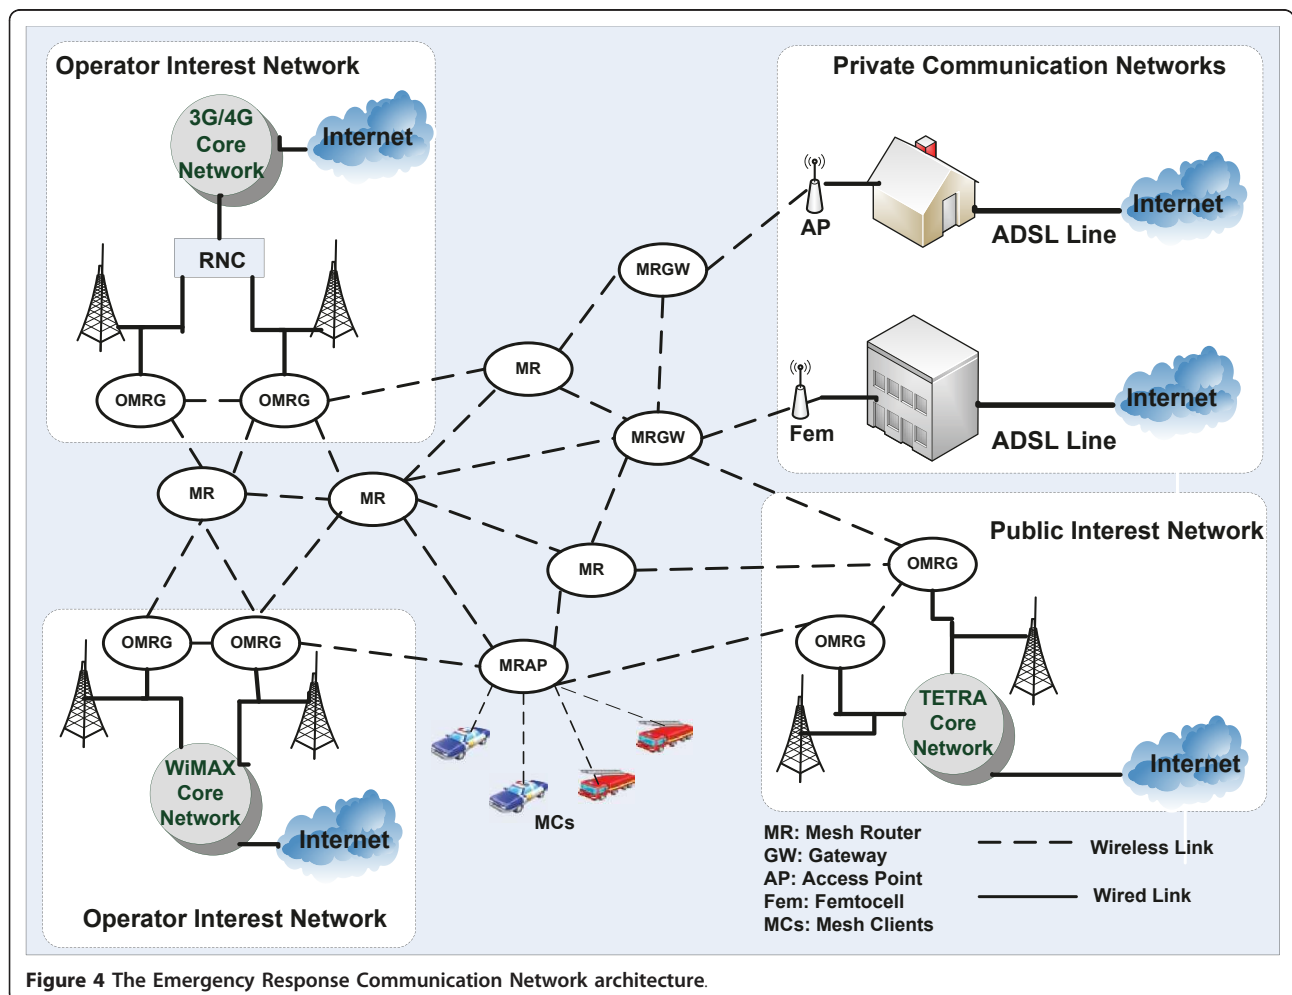 Operator Interest Network
3G/4G
Core
Network
Internet
RNC
OMRG
OMRG
Private Communication Networks
AP
ADSL Line
Internet
Fem
ADSL Line
Internet
MRGW
MR
MRGW
MR
MR
MR
MRAP
MCs
Public Interest Network
OMRG
OMRG
TETRA
Core
Network
Internet
OMRG
OMRG
WiMAX
Core
Network
Internet
Operator Interest Network
MR: Mesh Router
GW: Gateway
AP: Access Point
Fem: Femtocell
MCs: Mesh Clients
Wireless Link
Wired Link
Figure 4 The Emergency Response Communication Network architecture.